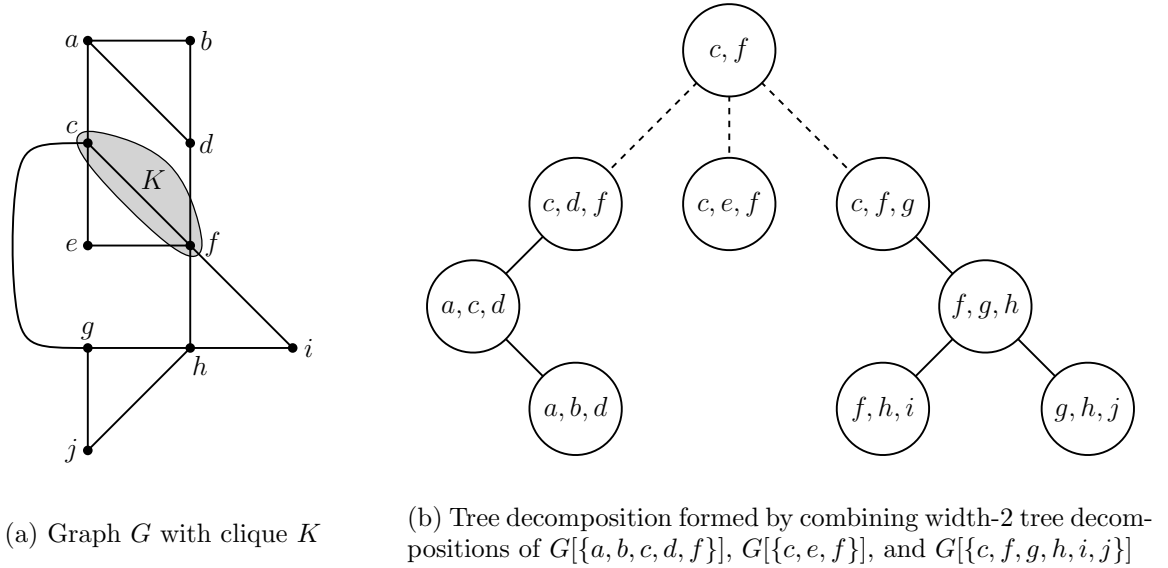 a
b
c
d
K
e
f
g
h
i
j
c, f
c, d, f
c, e, f
c, f, g
a, c, d
f, g, h
a, b, d
f, h, i
g, h, j
(a) Graph G with clique K
(b) Tree decomposition formed by combining width-2 tree decom-
positions of G[{a, b, c, d, f}], G[{c, e, f}], and G[{c, f, g, h, i, j}]